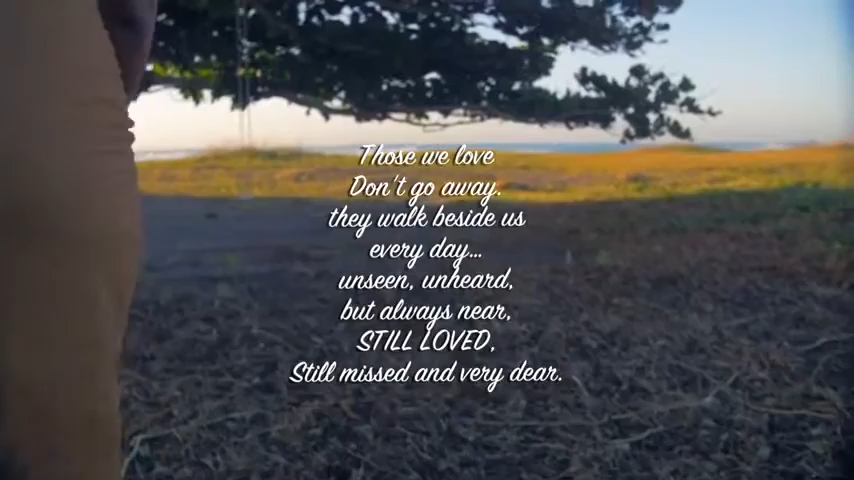 Those we love
Don't go away.
they walk beside us
every day...
unseen, unheard,
but always near,
STILL LOVED,
Still missed and very dear.